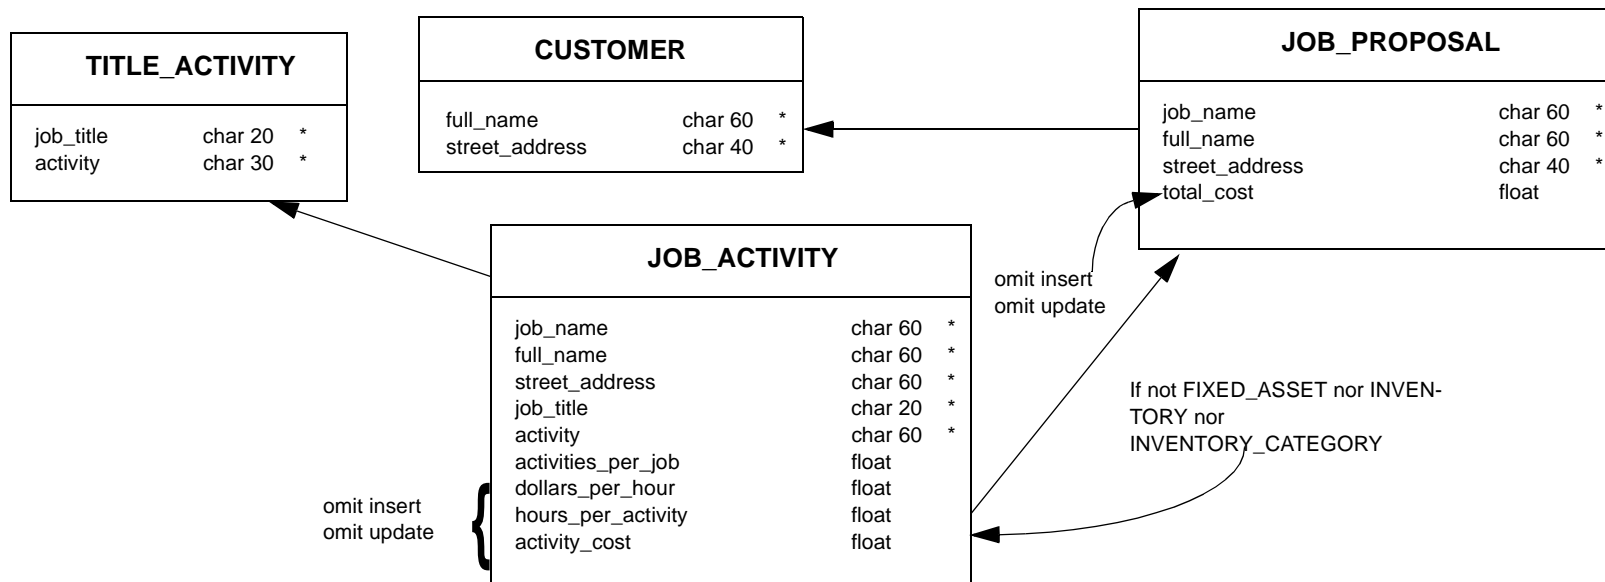 TITLE_ACTIVITY
job_title char 20 *
activity char 30 *
CUSTOMER
full_name char 60 *
street_address char 40 *
JOB_PROPOSAL
job_name char 60 *
full_name char 60 *
street_address char 40 *
total_cost float
omit insert
omit update
JOB_ACTIVITY
job_name char 60 *
full_name char 60 *
street_address char 60 *
job_title char 20 *
activity char 60 *
activities_per_job float
dollars_per_hour float
hours_per_activity float
activity_cost float
omit insert
omit update
If not FIXED_ASSET nor INVEN-
TORY nor
INVENTORY_CATEGORY